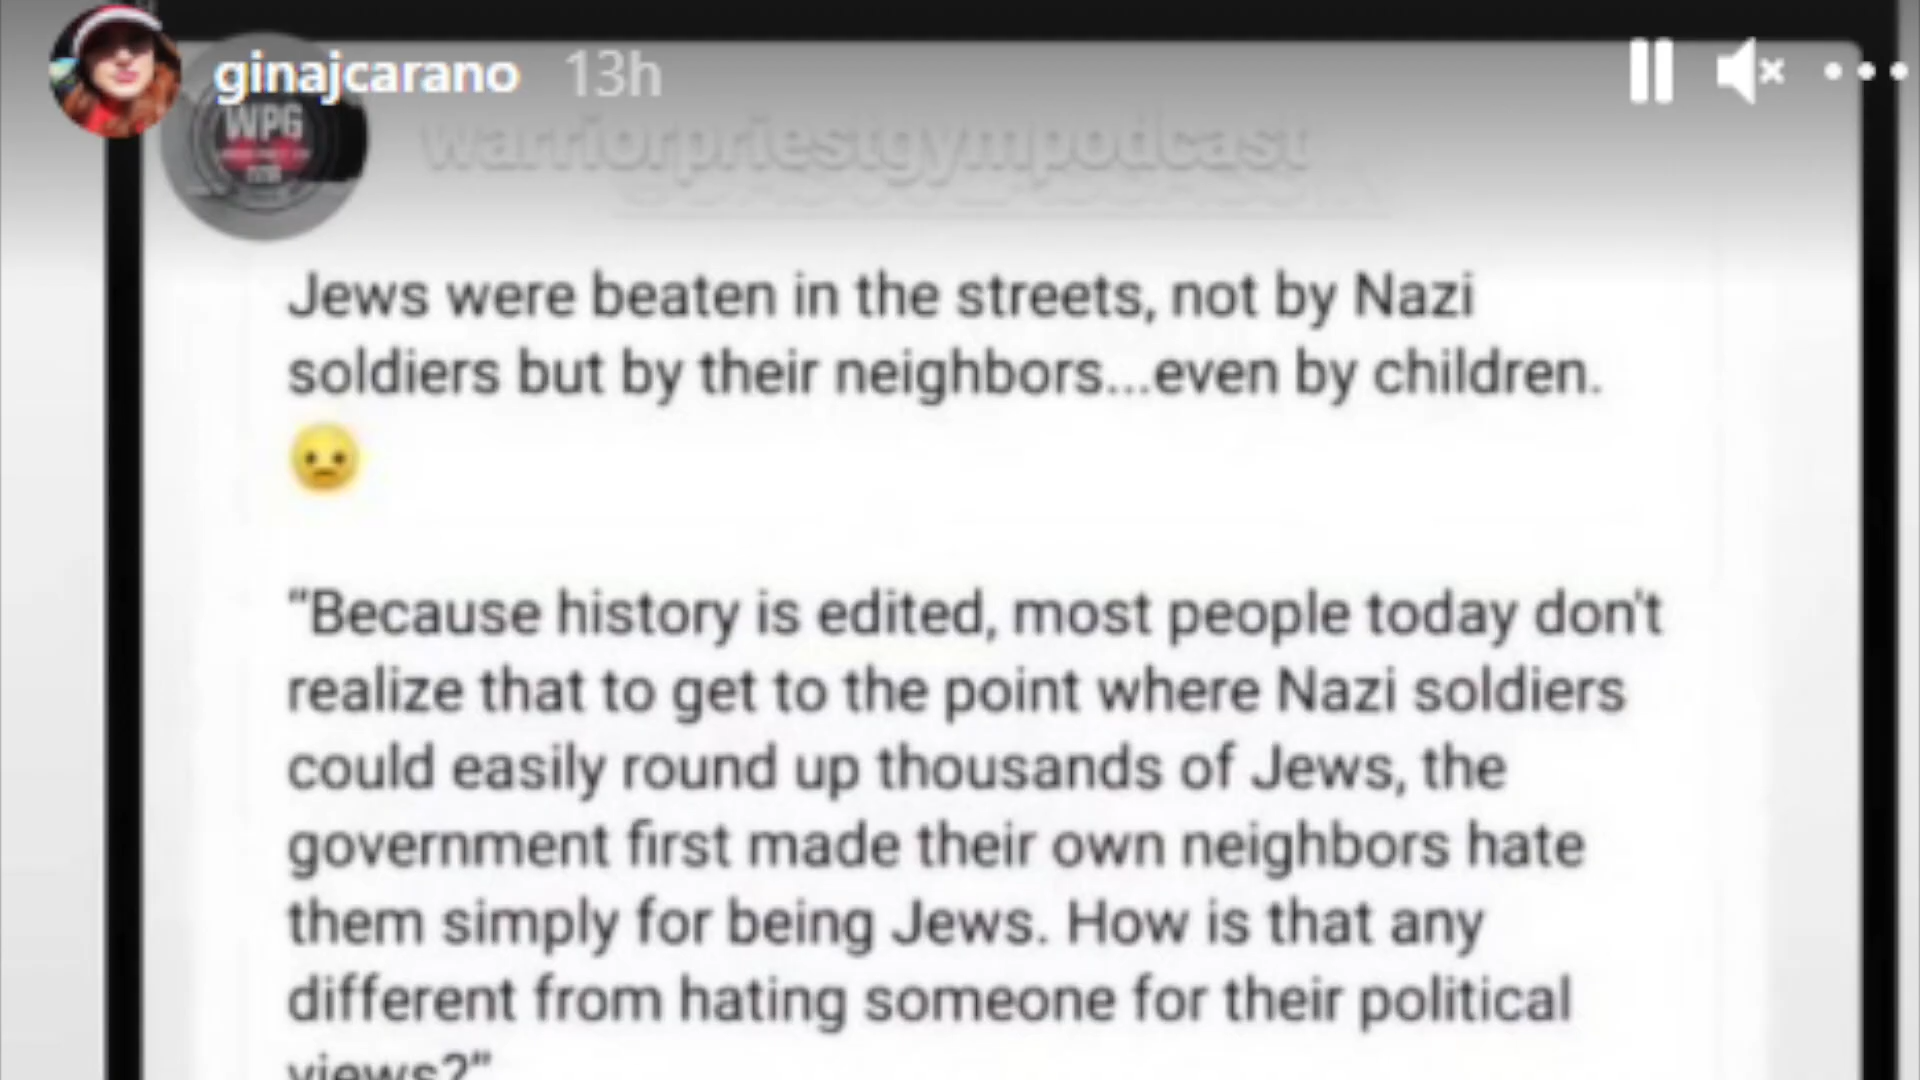 ginajcarano 13h
WPG
warriorpriestgympodcast
Jews were beaten in the streets, not by Nazi
soldiers but by their neighbors...even by children.
😐
“Because history is edited, most people today don't
realize that to get to the point where Nazi soldiers
could easily round up thousands of Jews, the
government first made their own neighbors hate
them simply for being Jews. How is that any
different from hating someone for their political
views?”